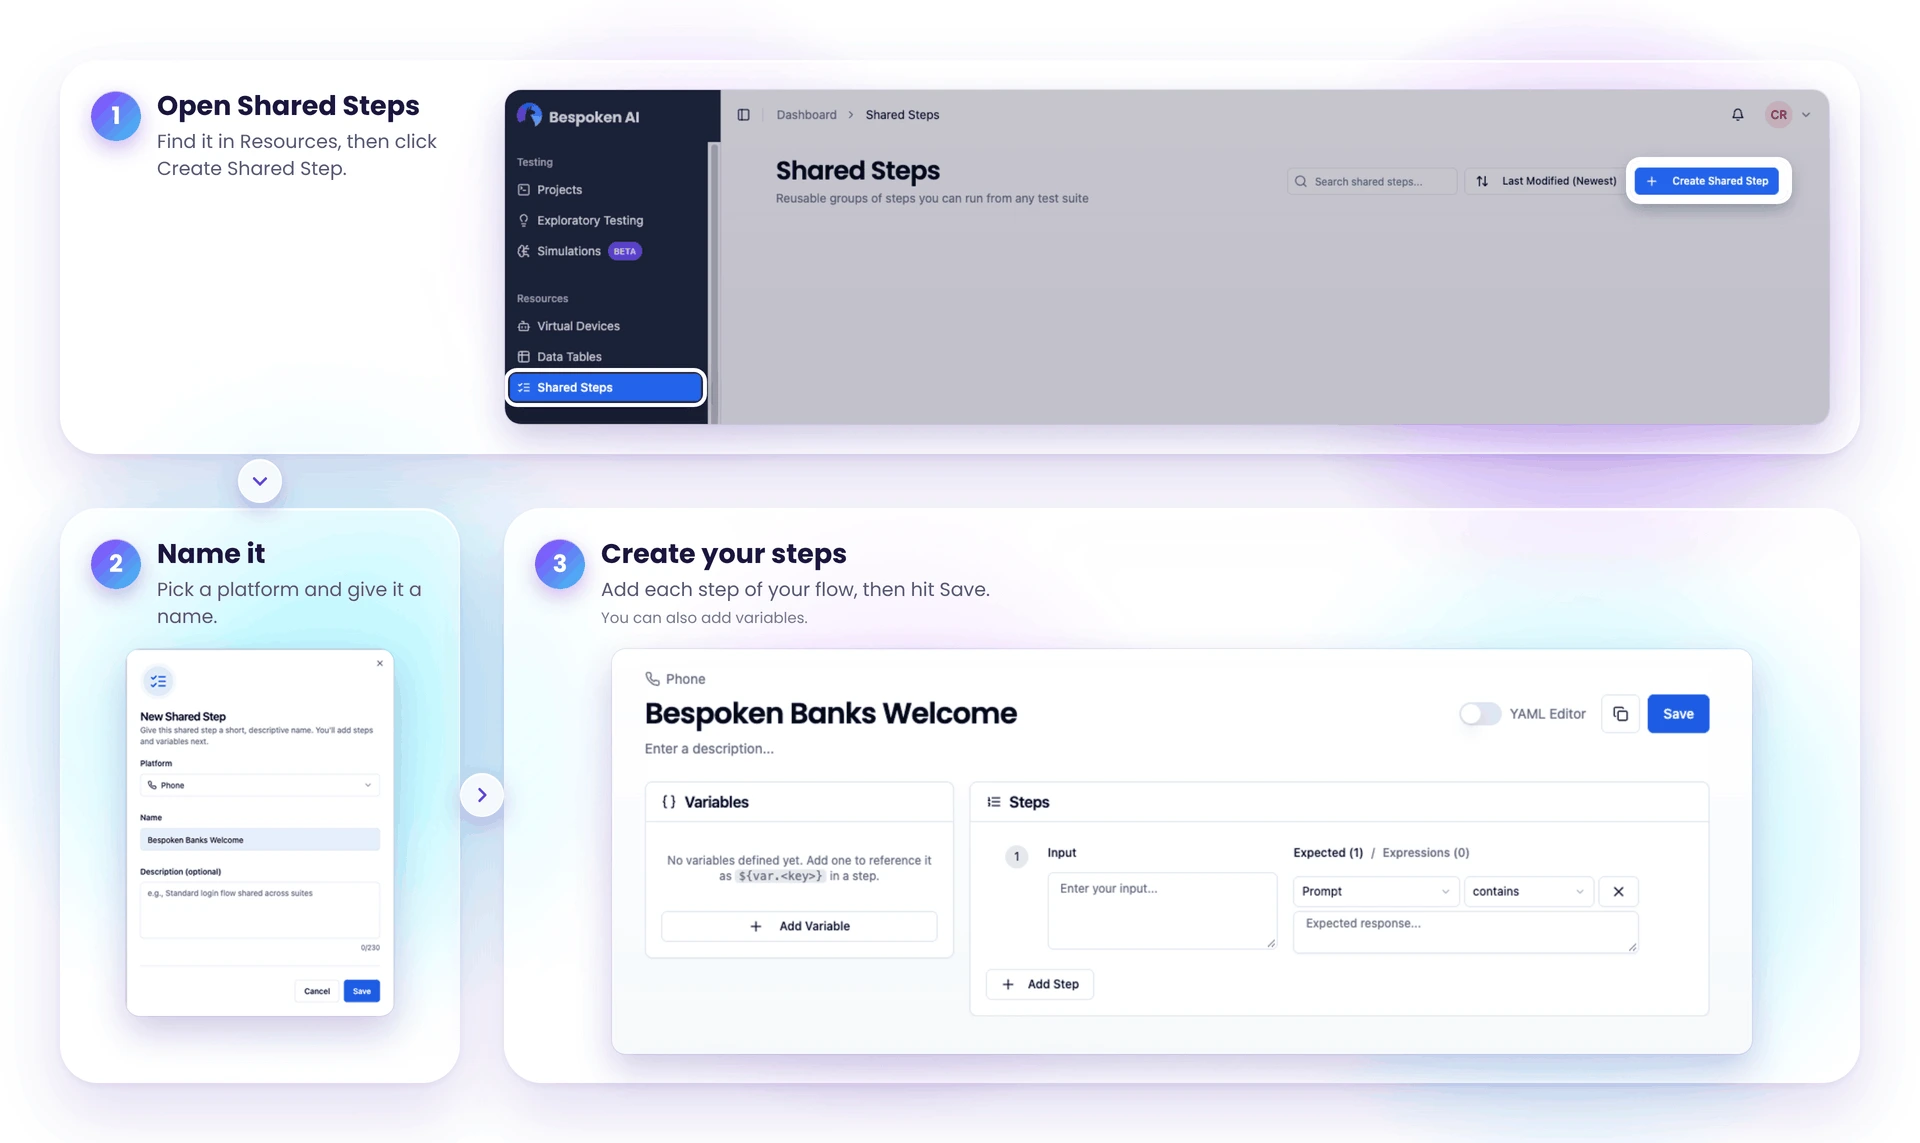 1
Open Shared Steps
Find it in Resources, then click
Create Shared Step.
Bespoken AI
Testing
Projects
Exploratory Testing
Simulations BETA
Resources
Virtual Devices
Data Tables
Shared Steps
Dashboard > Shared Steps
CR
Shared Steps
Reusable groups of steps you can run from any test suite
Search shared steps...
Last Modified (Newest)
+ Create Shared Step
2
Name it
Pick a platform and give it a
name.
New Shared Step
Give this shared step a short, descriptive name. You'll add steps
and variables next.
Platform
Phone
Name
Bespoken Banks Welcome
Description (optional)
e.g., Standard login flow shared across suites
0/230
Cancel
Save
3
Create your steps
Add each step of your flow, then hit Save.
You can also add variables.
Phone
Bespoken Banks Welcome
Enter a description...
YAML Editor
Save
{} Variables
No variables defined yet. Add one to reference it
as ${var.<key>} in a step.
+ Add Variable
Steps
1
Input
Enter your input...
Expected (1) / Expressions (0)
Prompt
contains
Expected response...
+ Add Step